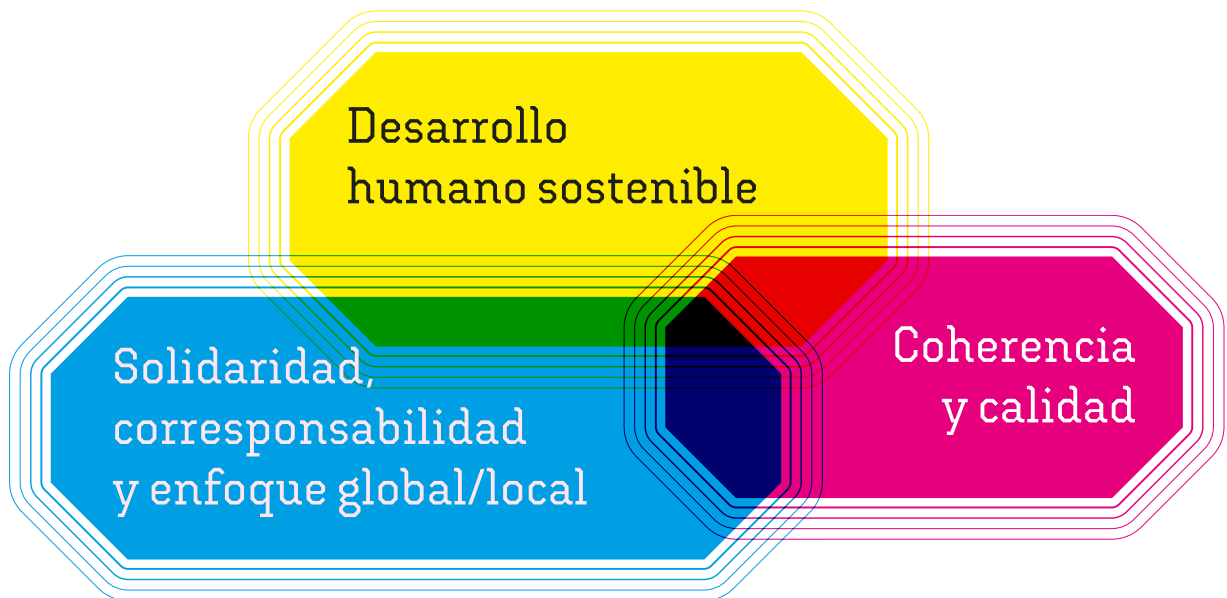 Desarrollo
humano sostenible
Solidaridad,
corresponsabilidad
y enfoque global/local
Coherencia
y calidad